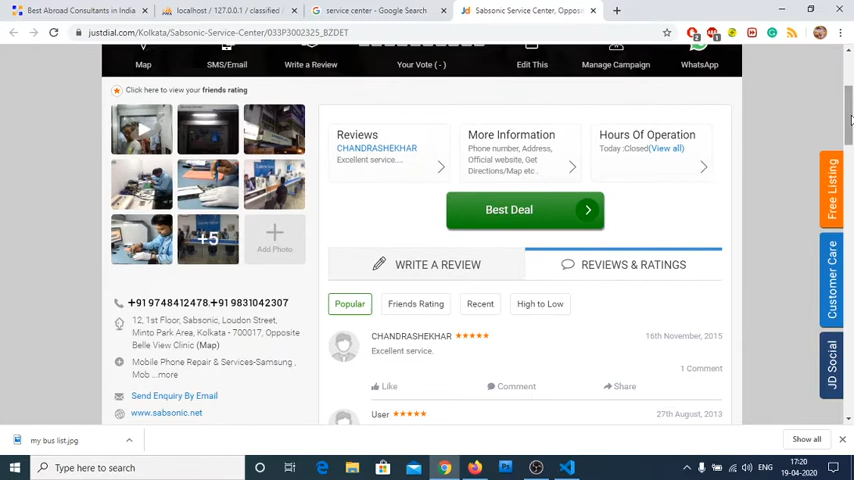 Best Abroad Consultants in India
localhost / 127.0.0.1 / classified /
service center - Google Search
Sabsonic Service Center, Opposit
justdial.com/Kolkata/Sabsonic-Service-Center/033P3002325_BZDET
Map
SMS/Email
Write a Review
Your Vote ( - )
Edit This
Manage Campaign
WhatsApp
Click here to view your friends rating
Reviews
CHANDRASHEKHAR
Excellent service....
More Information
Phone number, Address,
Official website, Get
Directions/Map etc .
Hours Of Operation
Today :Closed(View all)
Best Deal
+5
Add Photo
WRITE A REVIEW
REVIEWS & RATINGS
Popular
Friends Rating
Recent
High to Low
+919748412478,+919831042307
12, 1st Floor, Sabsonic, Loudon Street,
Minto Park Area, Kolkata - 700017, Opposite
Belle View Clinic (Map)
Mobile Phone Repair & Services-Samsung ,
Mob ...more
Send Enquiry By Email
www.sabsonic.net
CHANDRASHEKHAR
16th November, 2015
Excellent service.
1 Comment
Like
Comment
Share
User
27th August, 2013
Free Listing
Customer Care
JD Social
my bus list.jpg
Show all
Type here to search
ENG
17:20
19-04-2020